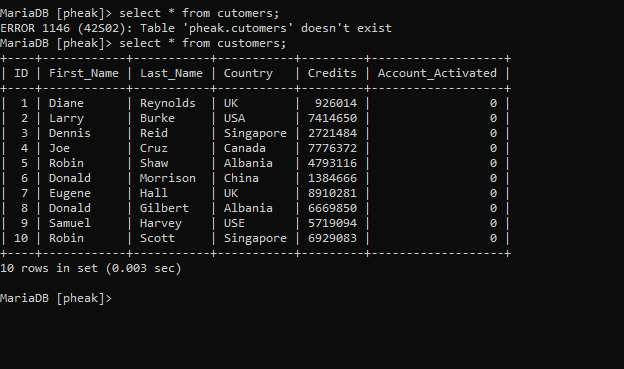 MariaDB [pheak]> select * from cutomers;
ERROR 1146 (42S02): Table 'pheak.cutomers' doesn't exist
MariaDB [pheak]> select * from customers;
+----+------------+-----------+-----------+---------+-------------------+
| ID | First_Name | Last_Name | Country   | Credits | Account_Activated |
+----+------------+-----------+-----------+---------+-------------------+
|  1 | Diane      | Reynolds  | UK        |  926014 |                 0 |
|  2 | Larry      | Burke     | USA       | 7414650 |                 0 |
|  3 | Dennis     | Reid      | Singapore | 2721484 |                 0 |
|  4 | Joe        | Cruz      | Canada    | 7776372 |                 0 |
|  5 | Robin      | Shaw      | Albania   | 4793116 |                 0 |
|  6 | Donald     | Morrison  | China     | 1384666 |                 0 |
|  7 | Eugene     | Hall      | UK        | 8910281 |                 0 |
|  8 | Donald     | Gilbert   | Albania   | 6669850 |                 0 |
|  9 | Samuel     | Harvey    | USE       | 5719094 |                 0 |
| 10 | Robin      | Scott     | Singapore | 6929083 |                 0 |
+----+------------+-----------+-----------+---------+-------------------+
10 rows in set (0.003 sec)
MariaDB [pheak]>